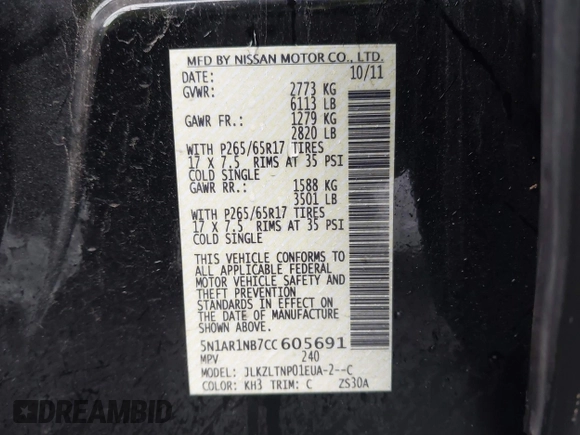 MFD BY NISSAN MOTOR CO., LTD.
DATE: 10/11
GVWR: 2773 KG
6113 LB
GAWR FR.: 1279 KG
2820 LB
WITH P265/65R17 TIRES
17 X 7.5 RIMS AT 35 PSI
COLD SINGLE
GAWR RR.: 1588 KG
3501 LB
WITH P265/65R17 TIRES
17 X 7.5 RIMS AT 35 PSI
COLD SINGLE
THIS VEHICLE CONFORMS TO
ALL APPLICABLE FEDERAL
MOTOR VEHICLE SAFETY AND
THEFT PREVENTION
STANDARDS IN EFFECT ON
THE DATE OF MANUFACTURE
SHOWN ABOVE.
5N1AR1NB7CC605691
MPV 240
MODEL: JLKZLTNP01EUA-2--C
COLOR: KH3 TRIM: C ZS30A
RAREBID